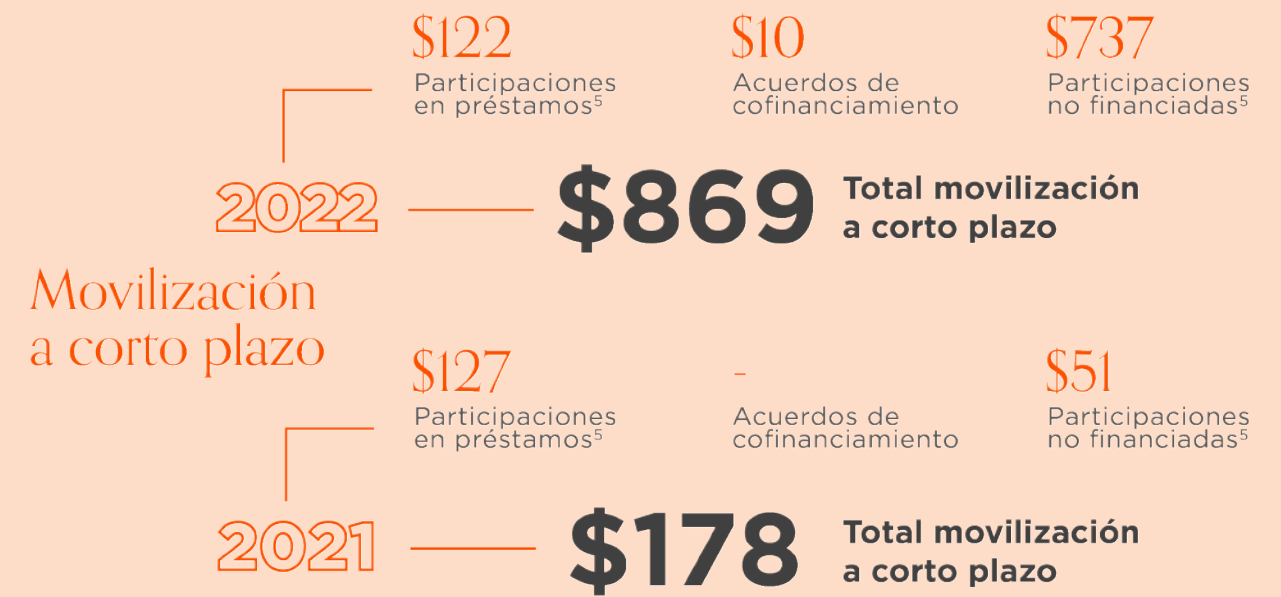 $122
Participaciones
en préstamos⁵
$10
Acuerdos de
cofinanciamiento
$737
Participaciones
no financiadas⁵
2022
$869
Total movilización
a corto plazo
Movilización
a corto plazo
$127
Participaciones
en préstamos⁵
-
Acuerdos de
cofinanciamiento
$51
Participaciones
no financiadas⁵
2021
$178
Total movilización
a corto plazo